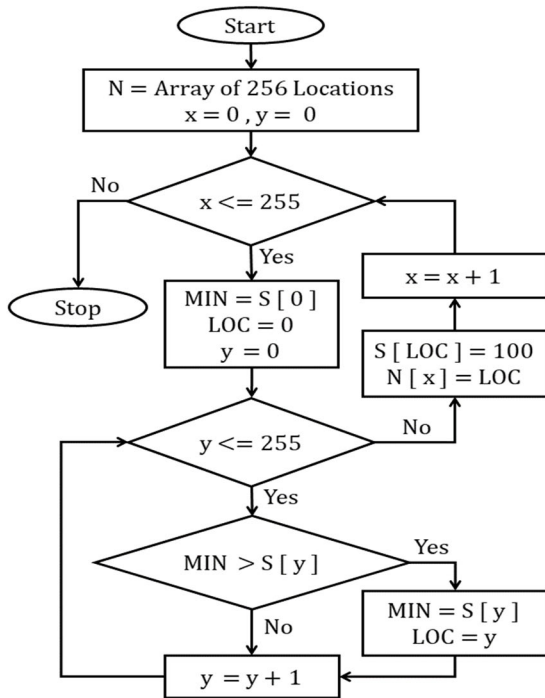 Start
N = Array of 256 Locations
x = 0 , y =  0
x <= 255
No
Yes
Stop
MIN = S [ 0 ]
LOC = 0
y = 0
x = x + 1
S [ LOC ] = 100
N [ x ] = LOC
y <= 255
No
Yes
MIN > S [ y ]
Yes
No
MIN = S [ y ]
LOC = y
y = y + 1